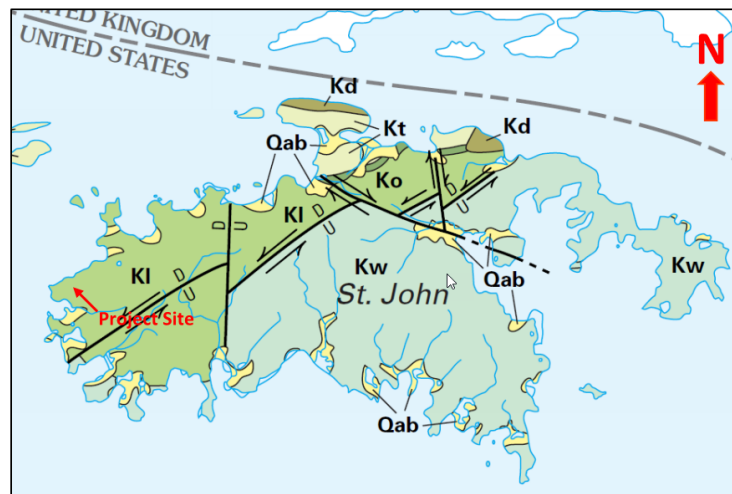 UNITED KINGDOM
UNITED STATES
N
Kd
Kt
Kd
Qab
Ko
D
U
Kl
D
U
Kw
D
U
Kl
Qab
Kw
St. John
Project Site
Qab